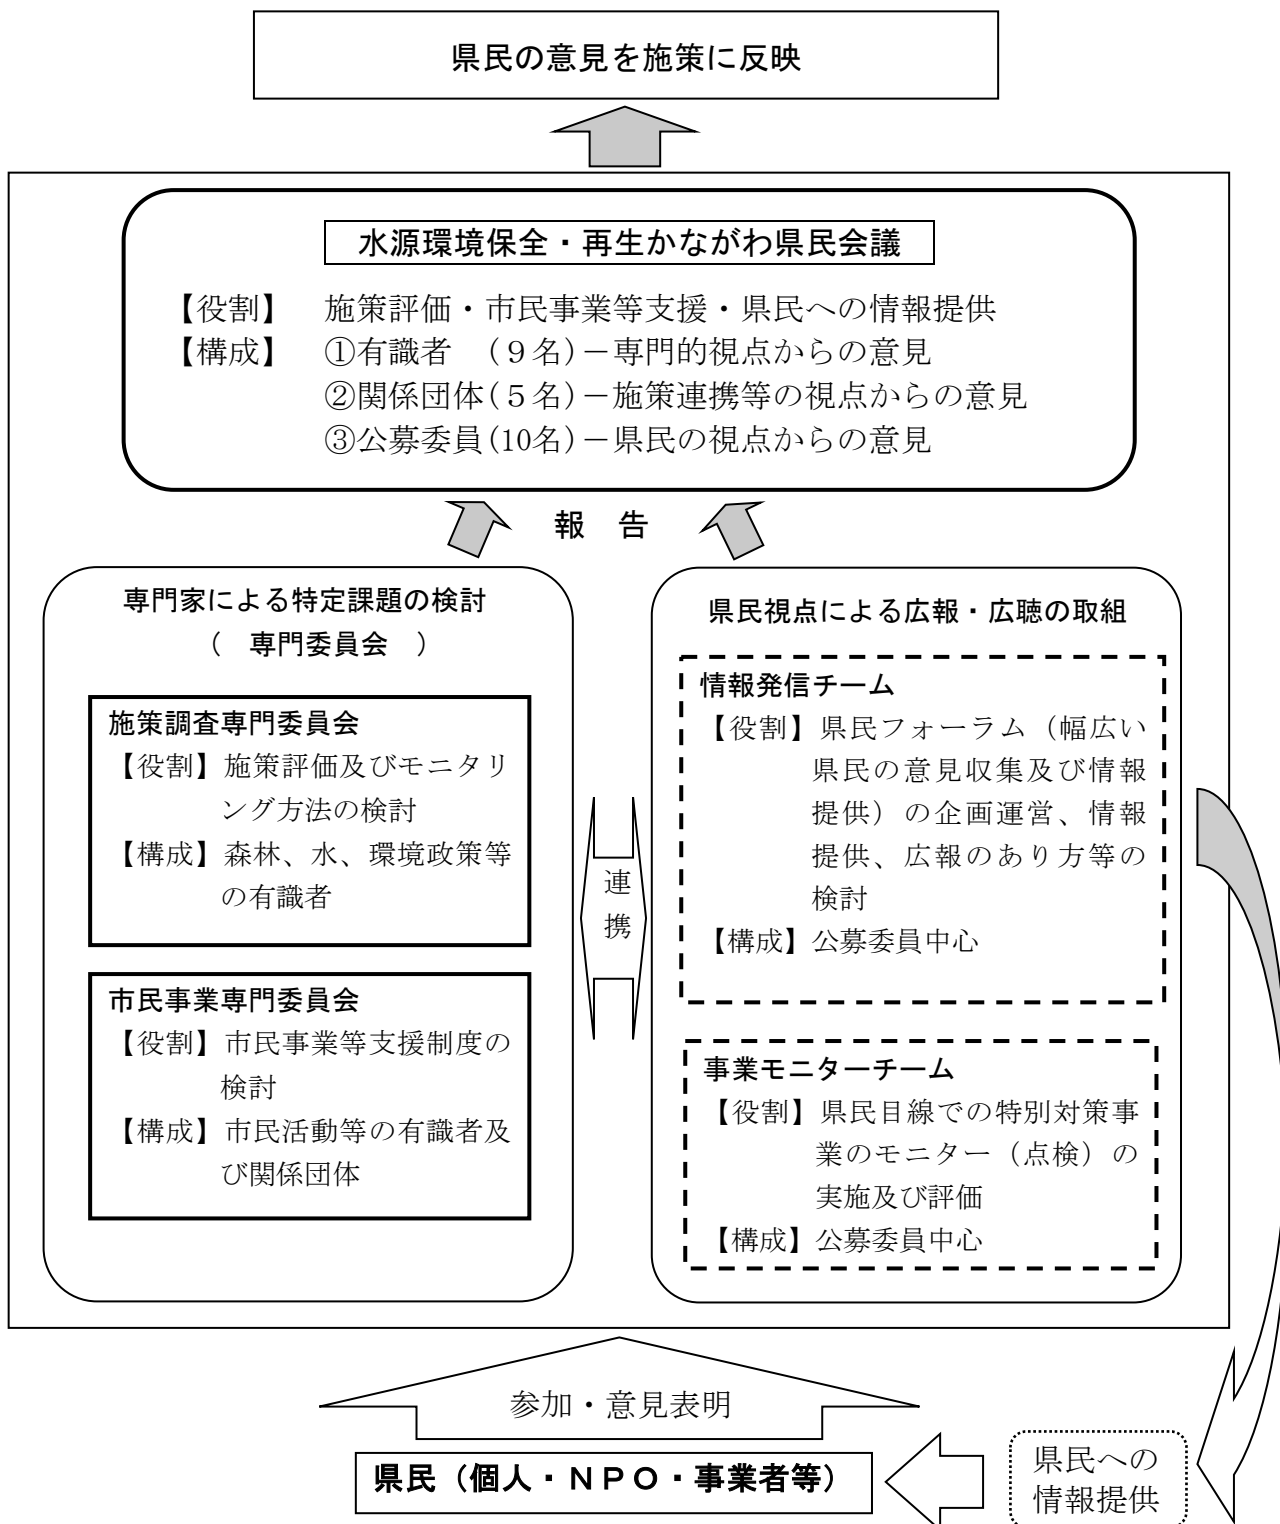 県民の意見を施策に反映
水源環境保全・再生かながわ県民会議
【役割】 施策評価・市民事業等支援・県民への情報提供
【構成】 ①有識者 (９名)－専門的視点からの意見
②関係団体(５名)－施策連携等の視点からの意見
③公募委員(10名)－県民の視点からの意見
報 告
専門家による特定課題の検討
( 専門委員会 )
施策調査専門委員会
【役割】施策評価及びモニタリ
ング方法の検討
【構成】森林、水、環境政策等
の有識者
市民事業専門委員会
【役割】市民事業等支援制度の
検討
【構成】市民活動等の有識者及
び関係団体
連
携
県民視点による広報・広聴の取組
情報発信チーム
【役割】県民フォーラム（幅広い
県民の意見収集及び情報
提供）の企画運営、情報
提供、広報のあり方等の
検討
【構成】公募委員中心
事業モニターチーム
【役割】県民目線での特別対策事
業のモニター（点検）の
実施及び評価
【構成】公募委員中心
参加・意見表明
県民（個人・ＮＰＯ・事業者等）
県民への
情報提供